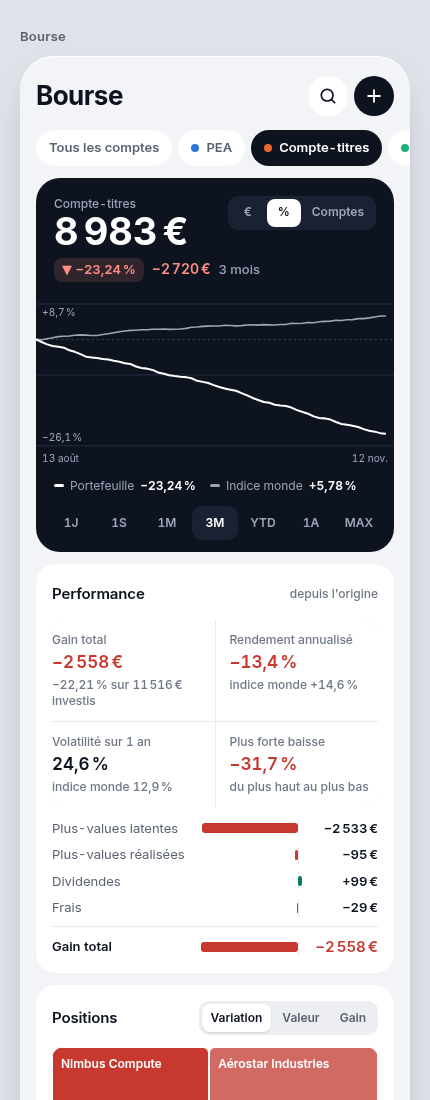 Bourse
Bourse
Tous les comptes PEA Compte-titres
Compte-titres
8 983 € € % Comptes
▼ −23,24 % −2 720 € 3 mois
+8,7 %
−26,1 %
13 août 12 nov.
Portefeuille −23,24 % Indice monde +5,78 %
1J 1S 1M 3M YTD 1A MAX
Performance depuis l'origine
Gain total Rendement annualisé
−2 558 € −13,4 %
−22,21 % sur 11 516 € indice monde +14,6 %
investis
Volatilité sur 1 an Plus forte baisse
24,6 % −31,7 %
indice monde 12,9 % du plus haut au plus bas
Plus-values latentes −2 533 €
Plus-values réalisées −95 €
Dividendes +99 €
Frais −29 €
Gain total −2 558 €
Positions Variation Valeur Gain
Nimbus Compute Aérostar Industries